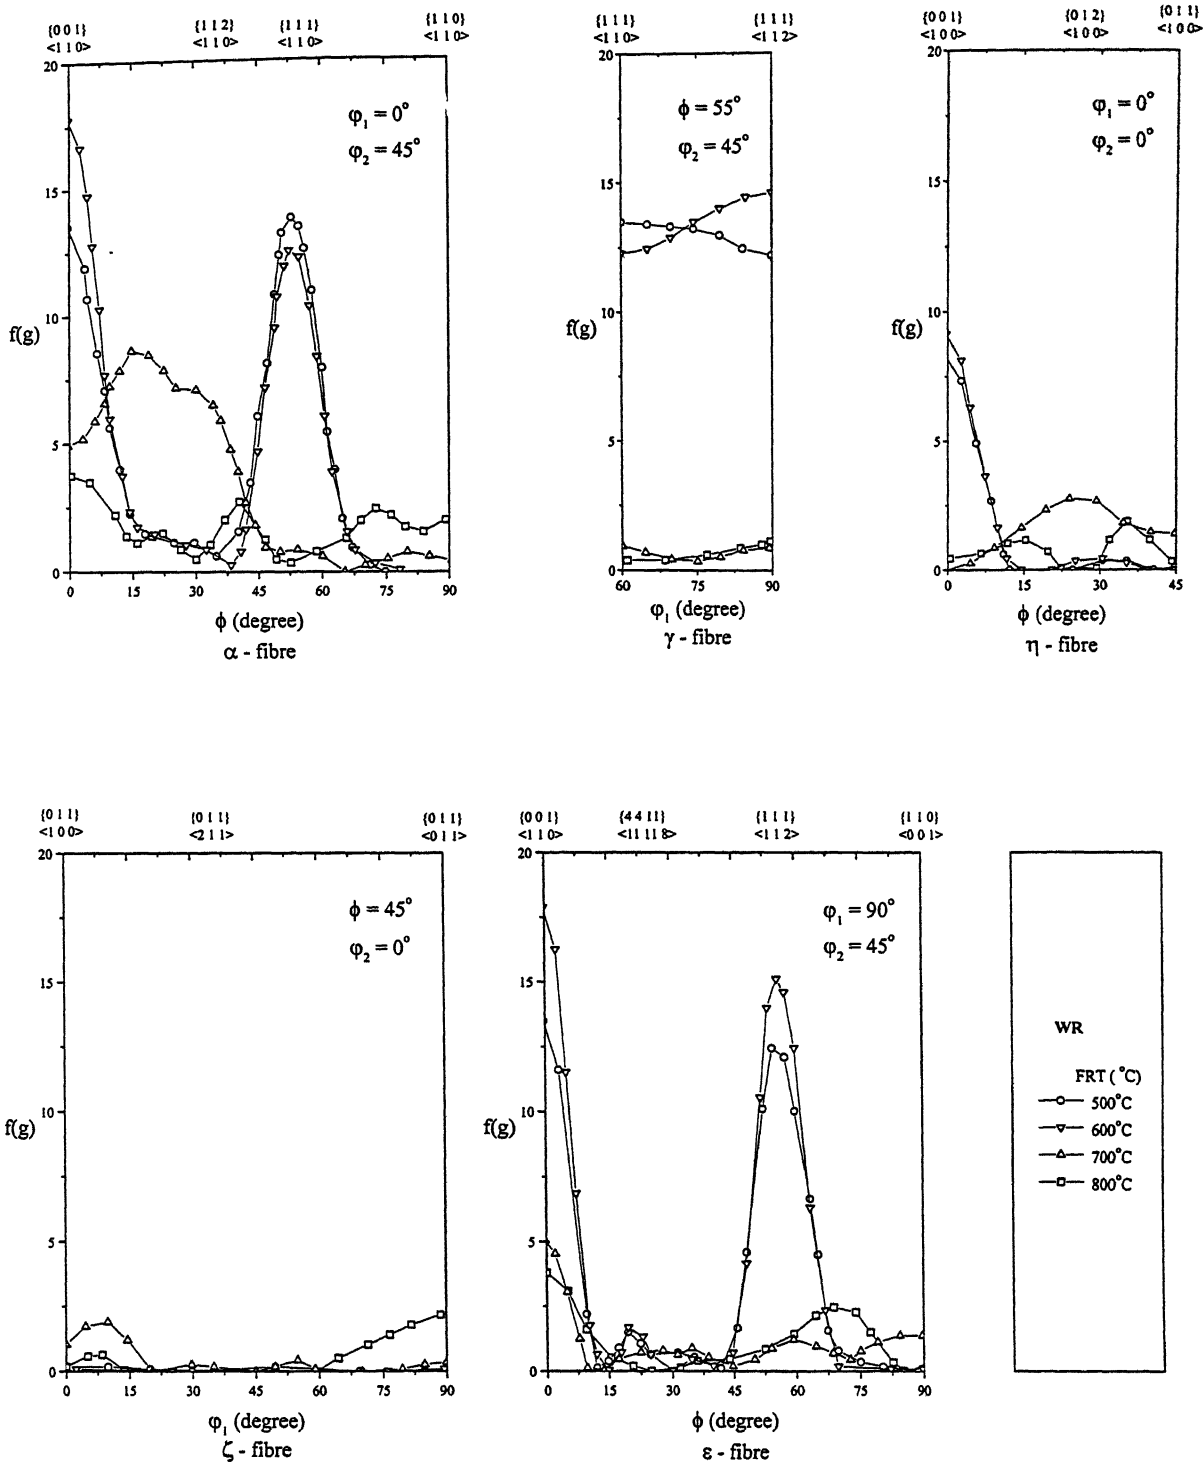 {0 0 1} {1 1 2} {1 1 1} {1 1 0}
<1 1 0> <1 1 0> <1 1 0> <1 1 0>
20
15
10
5
0
f(g)
φ1 = 0°
φ2 = 45°
0 15 30 45 60 75 90
ϕ (degree)
α - fibre
{1 1 1} {1 1 1}
<1 1 0> <1 1 2>
20
15
10
5
0
f(g)
ϕ = 55°
φ2 = 45°
60 75 90
φ1 (degree)
γ - fibre
{0 0 1} {0 1 2} {0 1 1}
<1 0 0> <1 0 0> <1 0 0>
20
15
10
5
0
f(g)
φ1 = 0°
φ2 = 0°
0 15 30 45
ϕ (degree)
η - fibre
{0 1 1} {0 1 1} {0 1 1}
<1 0 0> <2 1 1> <0 1 1>
20
15
10
5
0
f(g)
ϕ = 45°
φ2 = 0°
0 15 30 45 60 75 90
φ1 (degree)
ζ - fibre
{0 0 1} {4 4 11} {1 1 1} {1 1 0}
<1 1 0> <11 11 8> <1 1 2> <0 0 1>
20
15
10
5
0
f(g)
φ1 = 90°
φ2 = 45°
0 15 30 45 60 75 90
ϕ (degree)
ε - fibre
WR
FRT (°C)
500°C
600°C
700°C
800°C